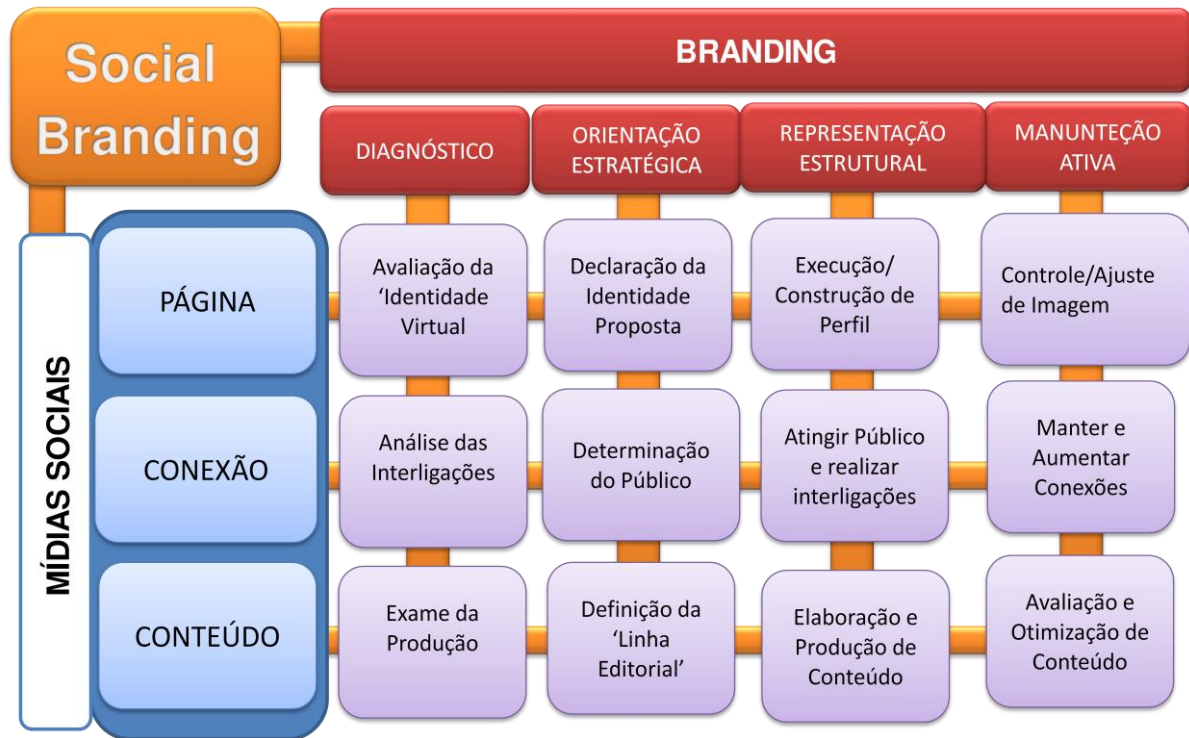 Social
Branding
BRANDING
DIAGNÓSTICO
ORIENTAÇÃO
ESTRATÉGICA
REPRESENTAÇÃO
ESTRUTURAL
MANUNTEÇÃO
ATIVA
MÍDIAS SOCIAIS
PÁGINA
Avaliação da
‘Identidade
Virtual
Declaração da
Identidade
Proposta
Execução/
Construção de
Perfil
Controle/Ajuste
de Imagem
CONEXÃO
Análise das
Interligações
Determinação
do Público
Atingir Público
e realizar
interligações
Manter e
Aumentar
Conexões
CONTEÚDO
Exame da
Produção
Definição da
‘Linha
Editorial’
Elaboração e
Produção de
Conteúdo
Avaliação e
Otimização de
Conteúdo